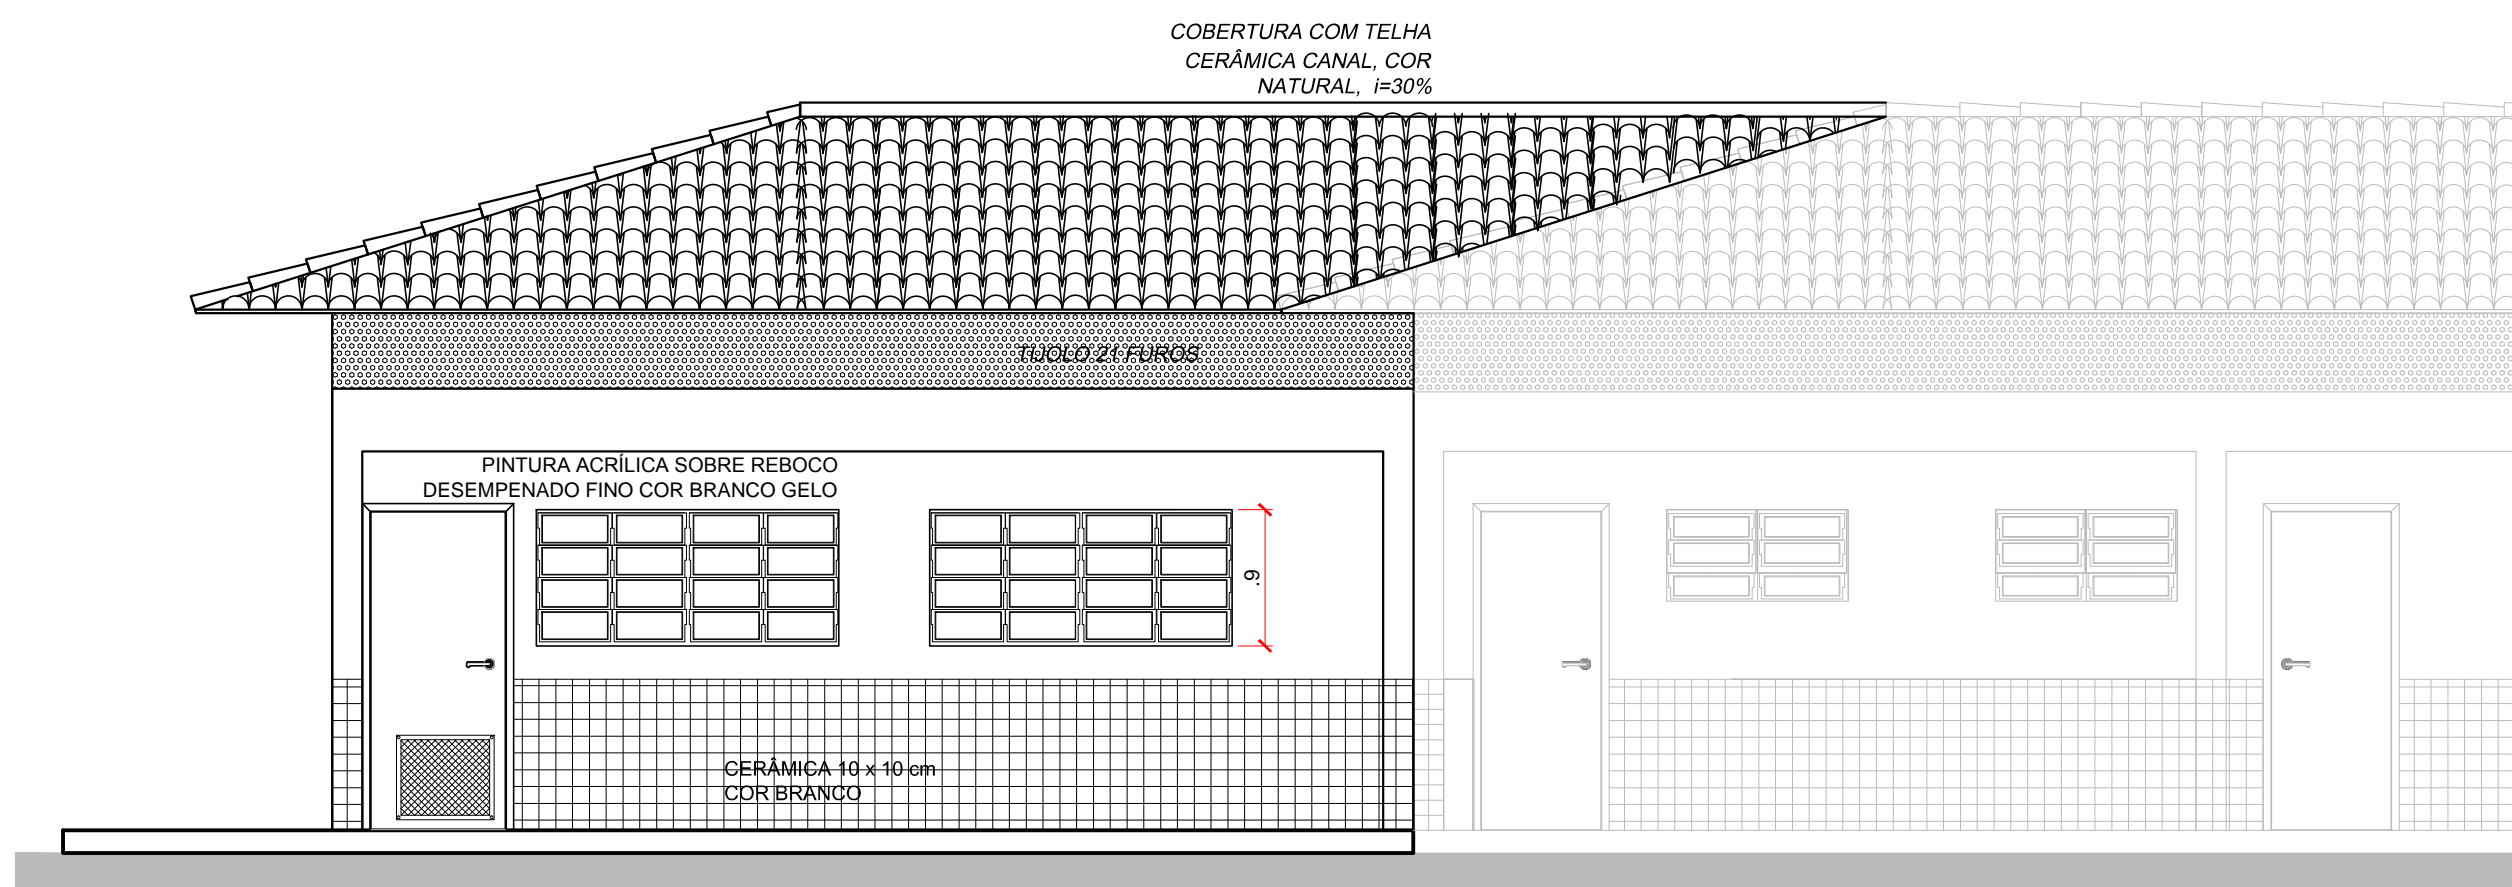 COBERTURA COM TELHA
CERÂMICA CANAL, COR
NATURAL, i=30%
TIJOLO 21 FUROS
PINTURA ACRÍLICA SOBRE REBOCO
DESEMPENADO FINO COR BRANCO GELO
.9
CERÂMICA 10 x 10 cm
COR BRANCO